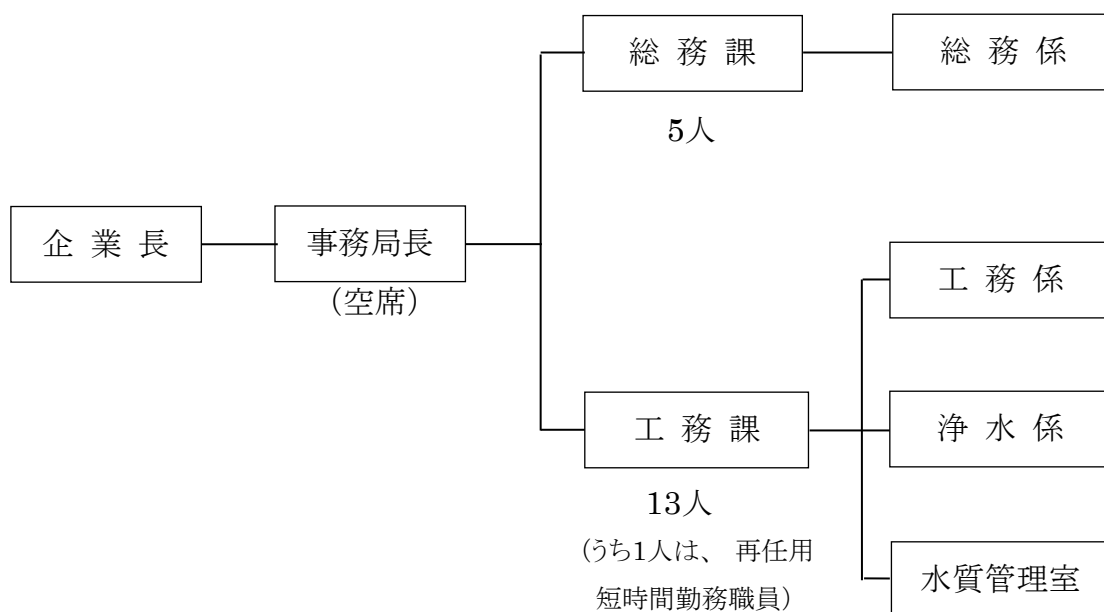 総務課
総務係
5人
企業長
事務局長
(空席)
工務係
工務課
浄水係
13人
(うち1人は、再任用
短時間勤務職員)
水質管理室